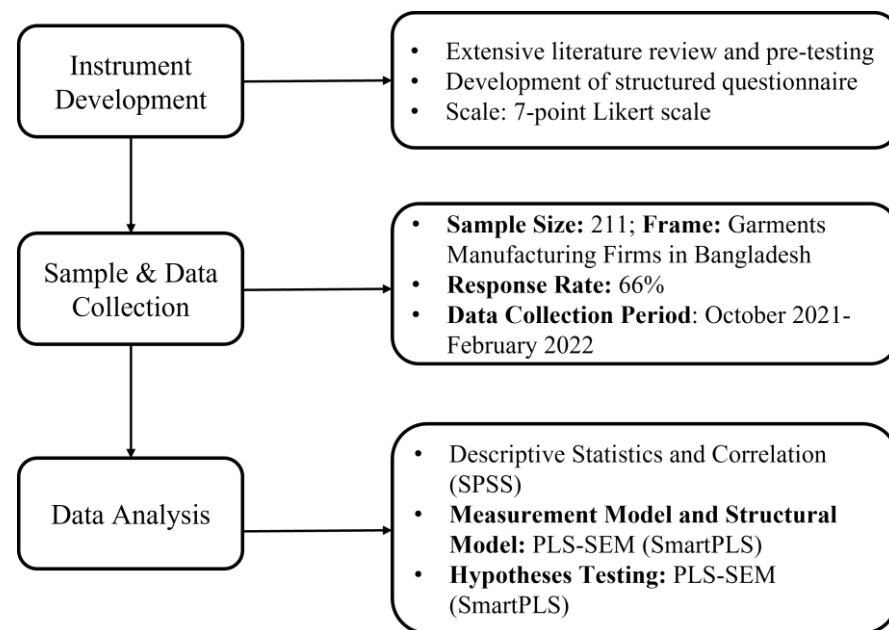 Instrument
Development
• Extensive literature review and pre-testing
• Development of structured questionnaire
• Scale: 7-point Likert scale
Sample & Data
Collection
• Sample Size: 211; Frame: Garments
Manufacturing Firms in Bangladesh
• Response Rate: 66%
• Data Collection Period: October 2021-
February 2022
Data Analysis
• Descriptive Statistics and Correlation
(SPSS)
• Measurement Model and Structural
Model: PLS-SEM (SmartPLS)
• Hypotheses Testing: PLS-SEM
(SmartPLS)